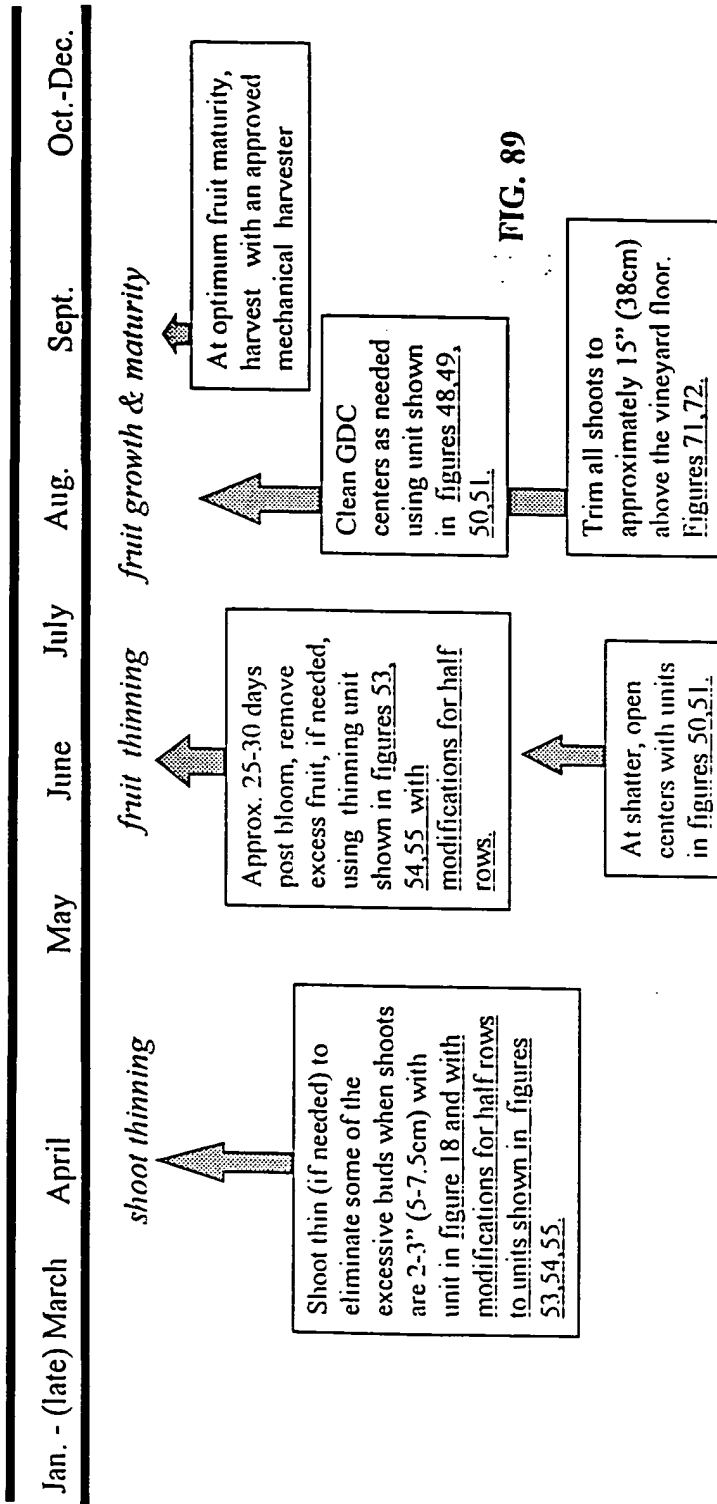 Jan. - (late) March April May June July Aug. Sept. Oct.-Dec.
shoot thinning
fruit thinning
fruit growth & maturity
Shoot thin (if needed) to
eliminate some of the
excessive buds when shoots
are 2-3" (5-7.5cm) with
unit in figure 18 and with
modifications for half rows
to units shown in figures
53,54,55.
Approx. 25-30 days
post bloom, remove
excess fruit, if needed,
using thinning unit
shown in figures 53,
54,55 with
modifications for half
rows.
At shatter, open
centers with units
in figures 50,51.
Clean GDC
centers as needed
using unit shown
in figures 48,49,
50,51.
Trim all shoots to
approximately 15" (38cm)
above the vineyard floor.
Figures 71,72.
At optimum fruit maturity,
harvest with an approved
mechanical harvester
FIG. 89